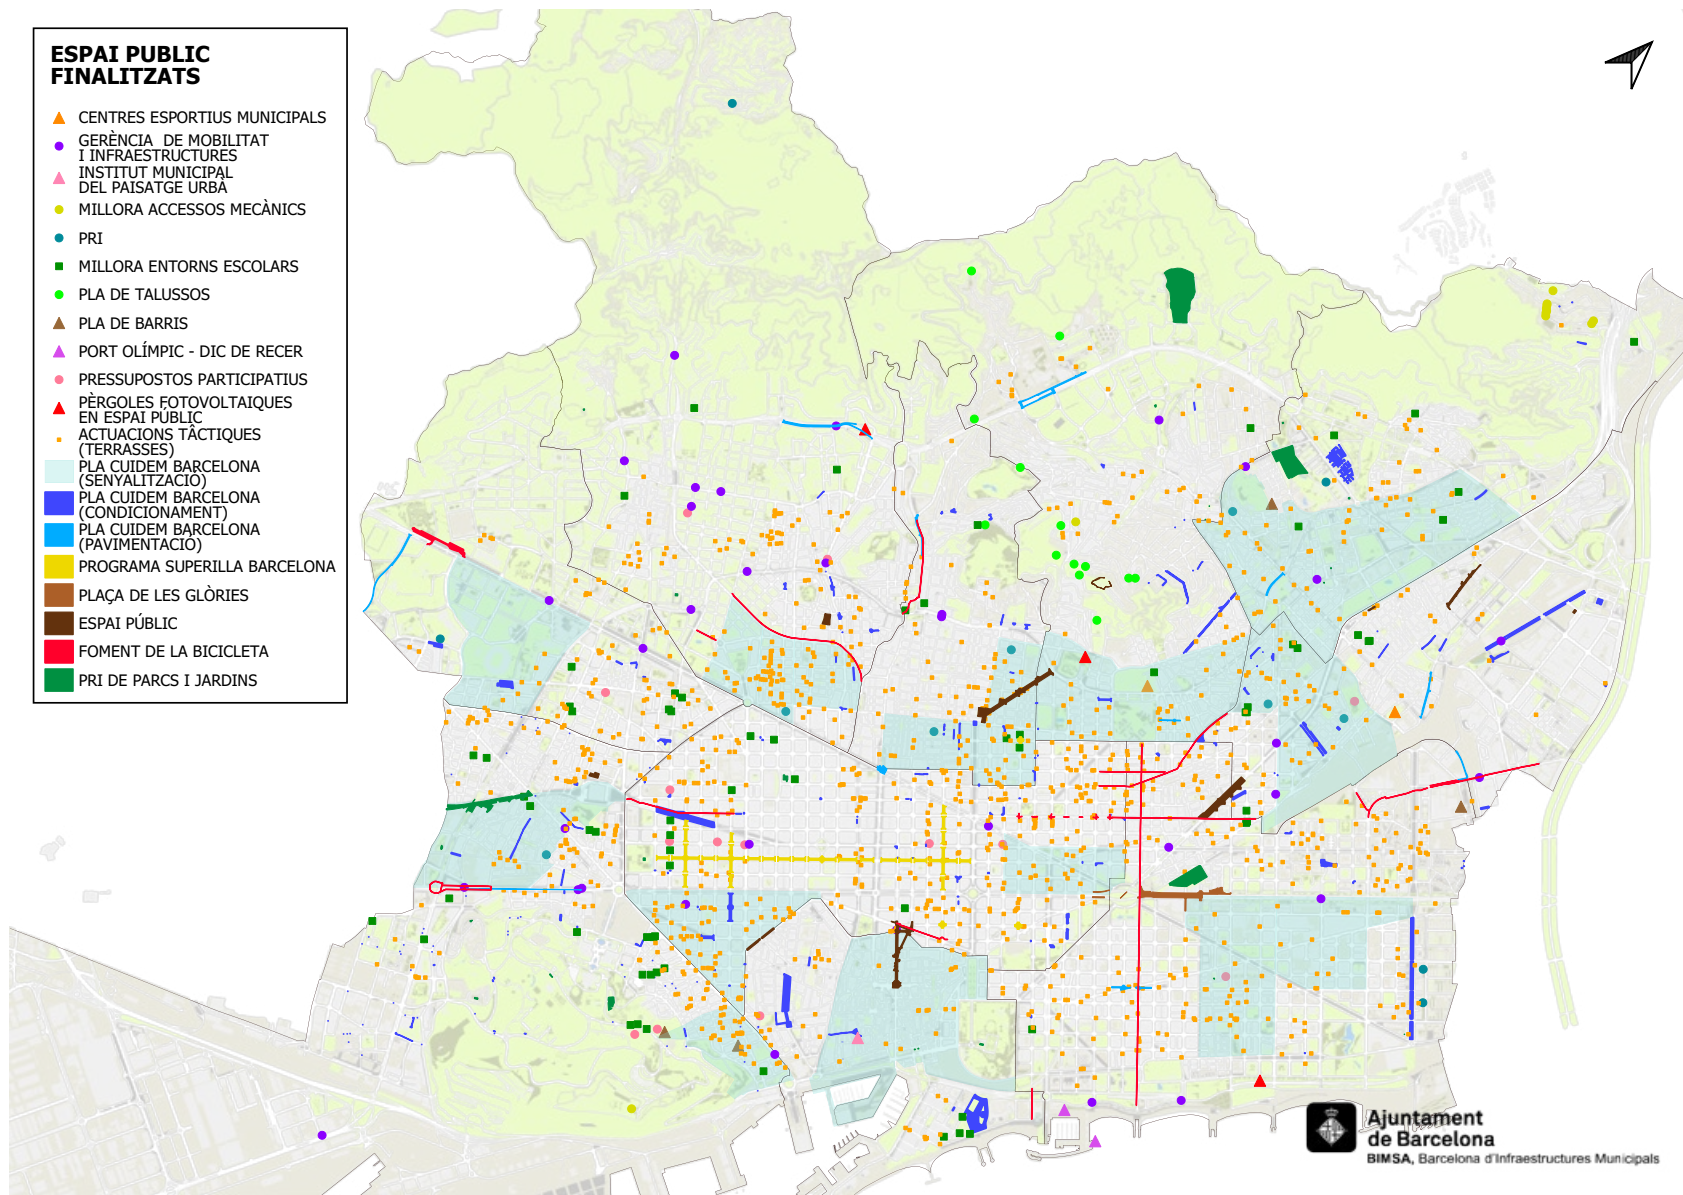 ESPAI PUBLIC
FINALITZATS
CENTRES ESPORTIUS MUNICIPALS
GERÈNCIA DE MOBILITAT
I INFRAESTRUCTURES
INSTITUT MUNICIPAL
DEL PAISATGE URBÀ
MILLORA ACCESSOS MECÀNICS
PRI
MILLORA ENTORNS ESCOLARS
PLA DE TALUSSOS
PLA DE BARRIS
PORT OLÍMPIC - DIC DE RECER
PRESSUPOSTOS PARTICIPATIUS
PÈRGOLES FOTOVOLTAIQUES
EN ESPAI PÚBLIC
ACTUACIONS TÀCTIQUES
(TERRASSES)
PLA CUIDEM BARCELONA
(SENYALITZACIÓ)
PLA CUIDEM BARCELONA
(CONDICIONAMENT)
PLA CUIDEM BARCELONA
(PAVIMENTACIÓ)
PROGRAMA SUPERILLA BARCELONA
PLAÇA DE LES GLÒRIES
ESPAI PÚBLIC
FOMENT DE LA BICICLETA
PRI DE PARCS I JARDINS
Ajuntament
de Barcelona
BIMSA, Barcelona d'Infraestructures Municipals